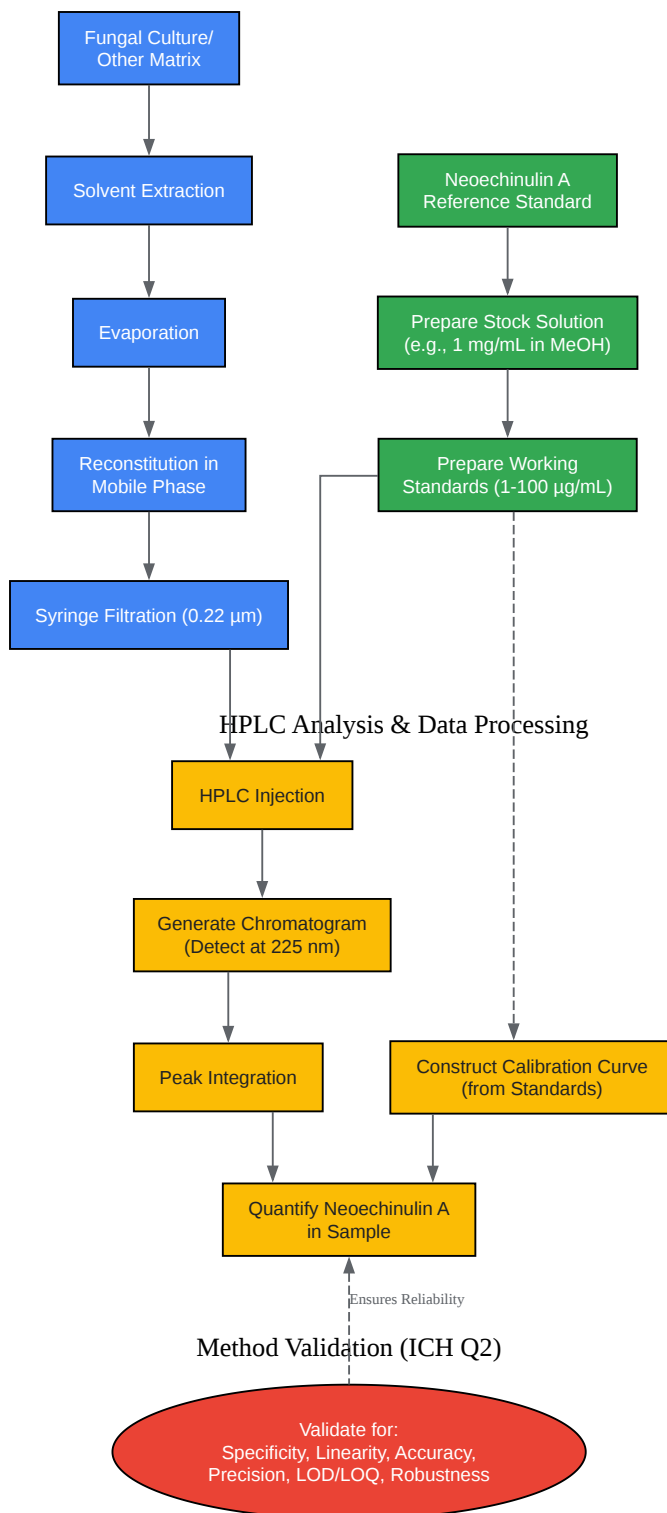 Fungal Culture/
Other Matrix
Solvent Extraction
Neoechinulin A
Reference Standard
Evaporation
Prepare Stock Solution
(e.g., 1 mg/mL in MeOH)
Reconstitution in
Mobile Phase
Prepare Working
Standards (1-100 µg/mL)
Syringe Filtration (0.22 µm)
HPLC Analysis & Data Processing
HPLC Injection
Generate Chromatogram
(Detect at 225 nm)
Peak Integration
Construct Calibration Curve
(from Standards)
Quantify Neoechinulin A
in Sample
Ensures Reliability
Method Validation (ICH Q2)
Validate for:
Specificity, Linearity, Accuracy,
Precision, LOD/LOQ, Robustness